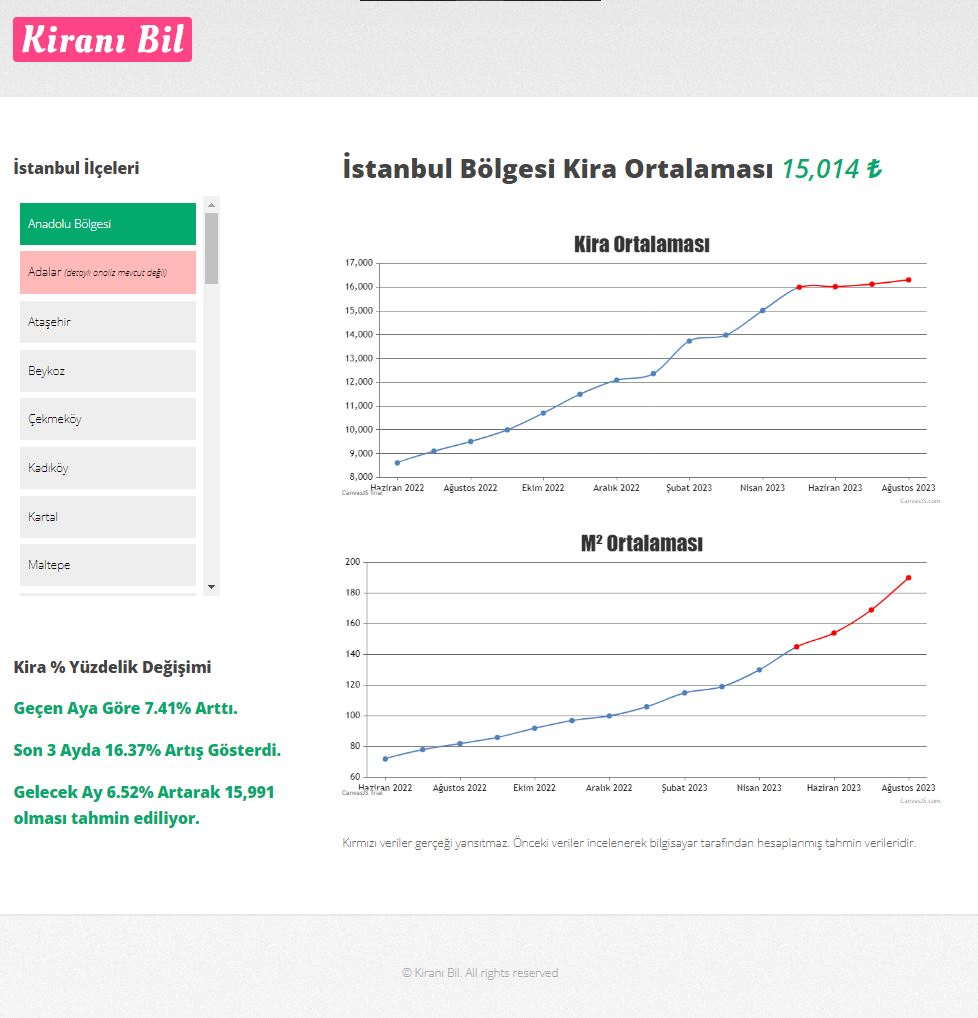 Kiranı Bil
İstanbul İlçeleri
Anadolu Bölgesi
Adalar (detaylı analiz mevcut değil)
Ataşehir
Beykoz
Çekmeköy
Kadıköy
Kartal
Maltepe
Kira % Yüzdelik Değişimi
Geçen Aya Göre 7.41% Arttı.
Son 3 Ayda 16.37% Artış Gösterdi.
Gelecek Ay 6.52% Artarak 15,991
olması tahmin ediliyor.
İstanbul Bölgesi Kira Ortalaması 15,014 ₺
Kira Ortalaması
17,000
16,000
15,000
14,000
13,000
12,000
11,000
10,000
9,000
8,000
Haziran 2022 Ağustos 2022 Ekim 2022 Aralık 2022 Şubat 2023 Nisan 2023 Haziran 2023 Ağustos 2023
CanvasJS Trial
CanvasJS.com
M² Ortalaması
200
180
160
140
120
100
80
60
Haziran 2022 Ağustos 2022 Ekim 2022 Aralık 2022 Şubat 2023 Nisan 2023 Haziran 2023 Ağustos 2023
CanvasJS Trial
CanvasJS.com
Kırmızı veriler gerçeği yansıtmaz. Önceki veriler incelenerek bilgisayar tarafından hesaplanmış tahmin verileridir.
© Kiranı Bil. All rights reserved